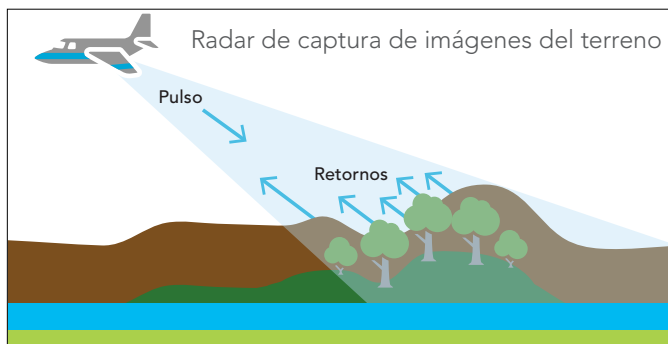 Radar de captura de imágenes del terreno
Pulso
Retornos